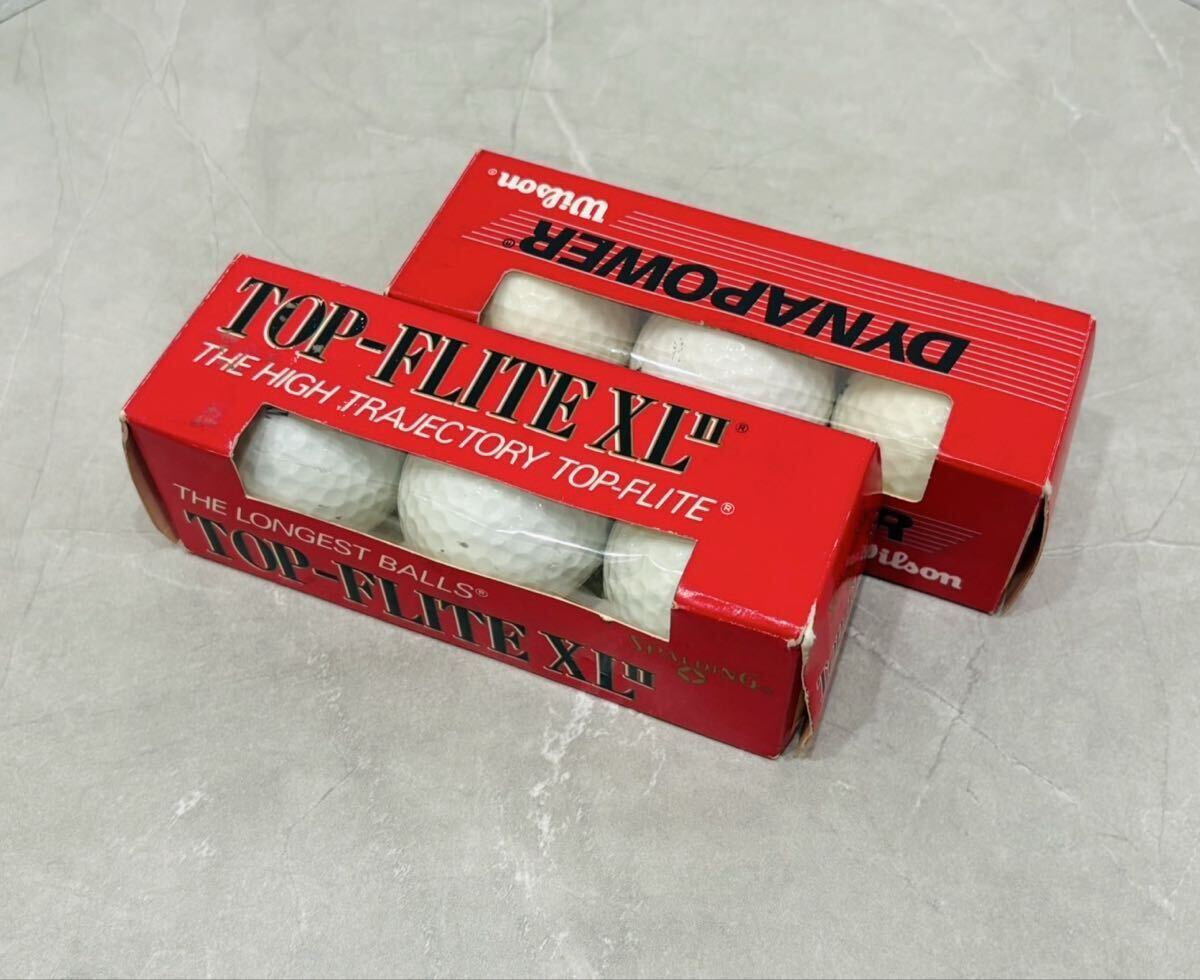 Wilson®
DYNAPOWER®
R
Wilson
TOP-FLITE XL II®
THE HIGH TRAJECTORY TOP-FLITE®
THE LONGEST BALLS®
TOP-FLITE XL II
SPALDING®